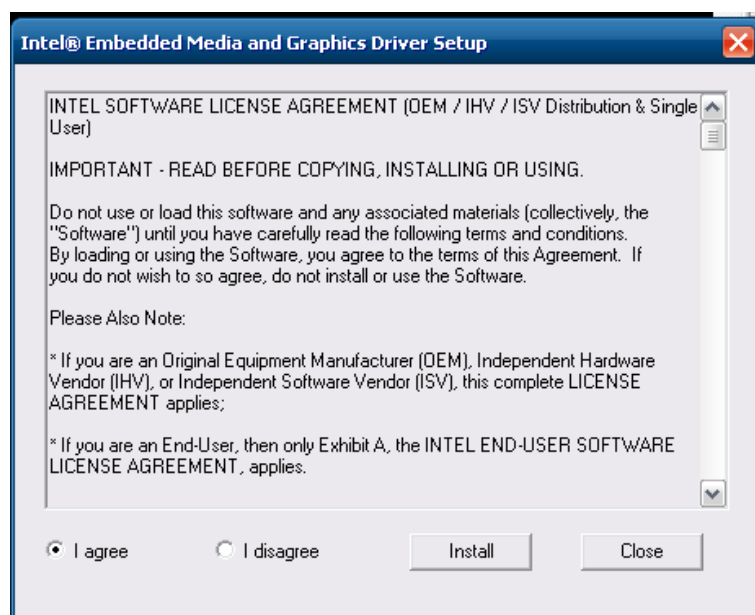 Intel® Embedded Media and Graphics Driver Setup
INTEL SOFTWARE LICENSE AGREEMENT (OEM / IHV / ISV Distribution & Single
User)
IMPORTANT - READ BEFORE COPYING, INSTALLING OR USING.
Do not use or load this software and any associated materials (collectively, the
"Software") until you have carefully read the following terms and conditions.
By loading or using the Software, you agree to the terms of this Agreement.  If
you do not wish to so agree, do not install or use the Software.
Please Also Note:
* If you are an Original Equipment Manufacturer (OEM), Independent Hardware
Vendor (IHV), or Independent Software Vendor (ISV), this complete LICENSE
AGREEMENT applies;
* If you are an End-User, then only Exhibit A, the INTEL END-USER SOFTWARE
LICENSE AGREEMENT, applies.
I agree
I disagree
Install
Close